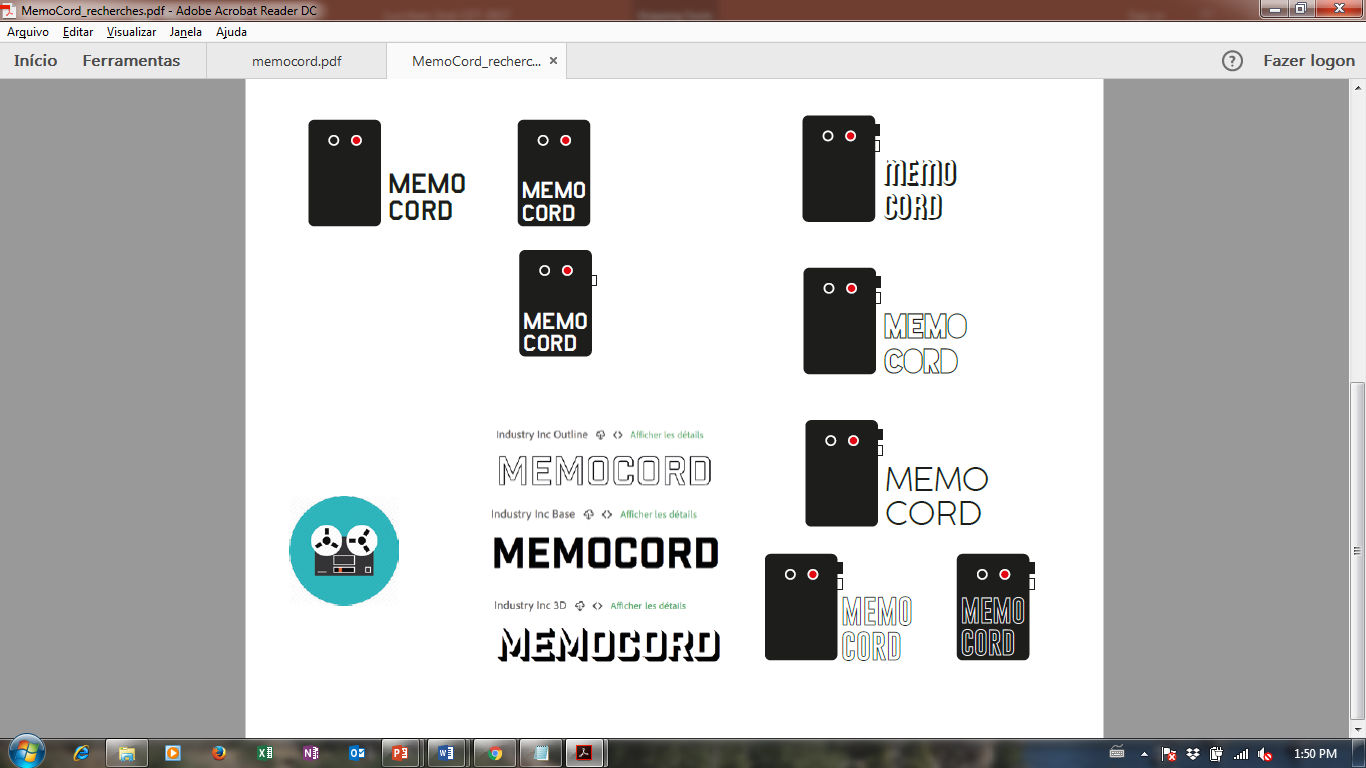 MemoCord_recherches.pdf - Adobe Acrobat Reader DC
Arquivo Editar Visualizar Janela Ajuda
Início Ferramentas memocord.pdf MemoCord_recherc... Fazer logon
MEMO
CORD
MEMO
CORD
MEMO
CORD
MEMO
CORD
MEMO
CORD
Industry Inc Outline Afficher les détails
MEMOCORD
MEMO
CORD
Industry Inc Base Afficher les détails
MEMOCORD
Industry Inc 3D Afficher les détails
MEMOCORD
MEMO
CORD
MEMO
CORD
1:50 PM